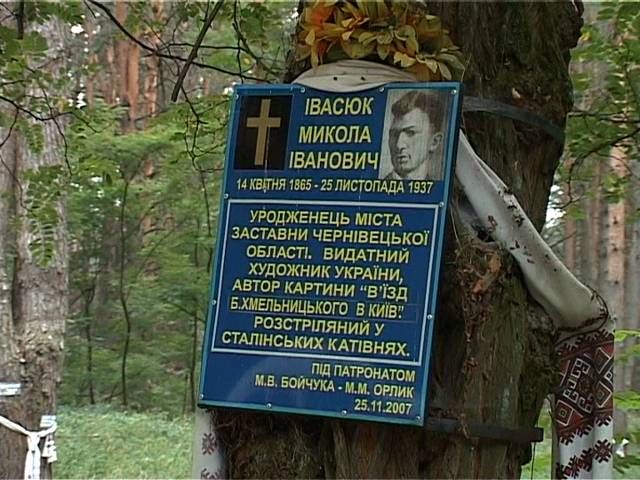 ІВАСЮК
МИКОЛА
ІВАНОВИЧ
14 КВІТНЯ 1865 - 25 ЛИСТОПАДА 1937
УРОДЖЕНЕЦЬ МІСТА
ЗАСТАВНИ ЧЕРНІВЕЦЬКОЇ
ОБЛАСТІ. ВИДАТНИЙ
ХУДОЖНИК УКРАЇНИ,
АВТОР КАРТИНИ "В'ЇЗД
Б.ХМЕЛЬНИЦЬКОГО В КИЇВ".
РОЗСТРІЛЯНИЙ У
СТАЛІНСЬКИХ КАТІВНЯХ.
ПІД ПАТРОНАТОМ
М.В. БОЙЧУКА - М.М. ОРЛИК
25.11.2007